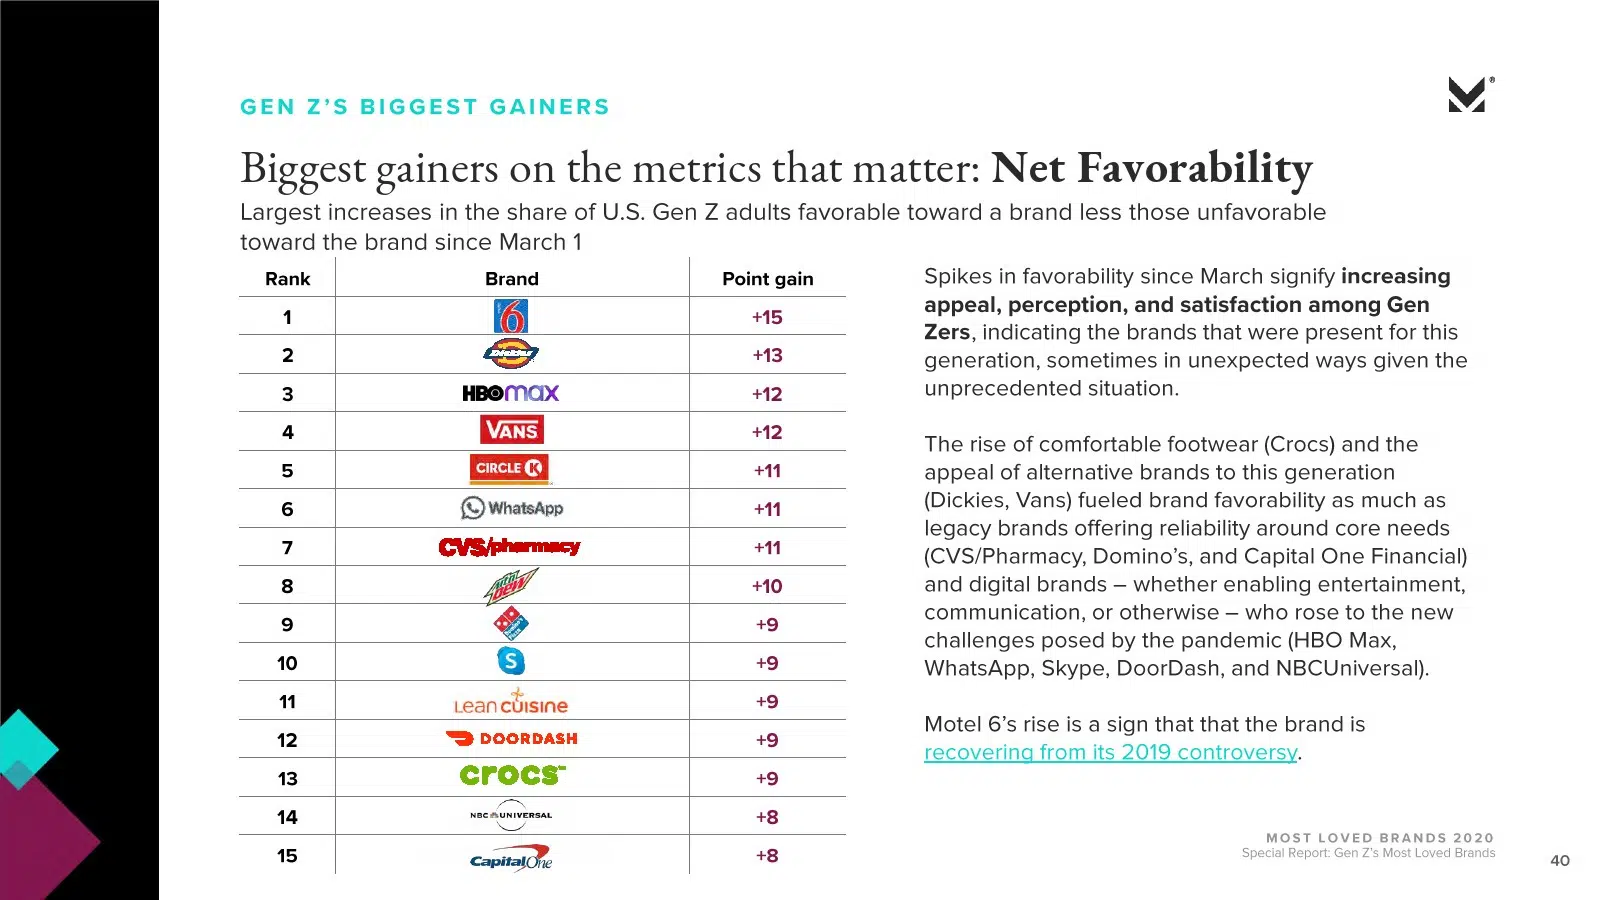 GEN Z’S BIGGEST GAINERS
®
Biggest gainers on the metrics that matter: Net Favorability
Largest increases in the share of U.S. Gen Z adults favorable toward a brand less those unfavorable
toward the brand since March 1
Rank Brand Point gain
1 6 +15
2 Dickies +13
3 HBOmax +12
4 VANS +12
5 CIRCLE K +11
6 WhatsApp +11
7 CVS/pharmacy +11
8 Mtn Dew +10
9 Domino's Pizza +9
10 S +9
11 Lean cuisine +9
12 DOORDASH +9
13 crocs™ +9
14 NBC UNIVERSAL +8
15 Capital One +8
Spikes in favorability since March signify increasing
appeal, perception, and satisfaction among Gen
Zers, indicating the brands that were present for this
generation, sometimes in unexpected ways given the
unprecedented situation.
The rise of comfortable footwear (Crocs) and the
appeal of alternative brands to this generation
(Dickies, Vans) fueled brand favorability as much as
legacy brands offering reliability around core needs
(CVS/Pharmacy, Domino’s, and Capital One Financial)
and digital brands – whether enabling entertainment,
communication, or otherwise – who rose to the new
challenges posed by the pandemic (HBO Max,
WhatsApp, Skype, DoorDash, and NBCUniversal).
Motel 6’s rise is a sign that that the brand is
recovering from its 2019 controversy.
MOST LOVED BRANDS 2020
Special Report: Gen Z’s Most Loved Brands
40